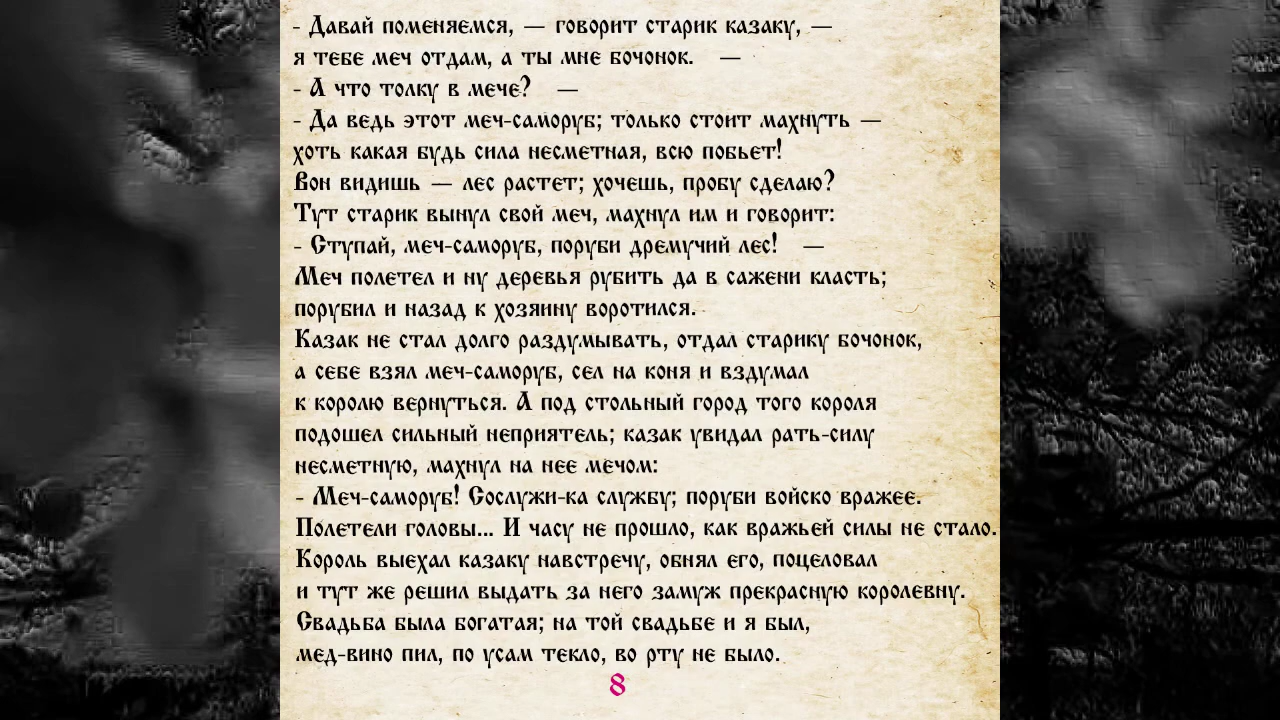 - Давай поменяемся, — говорит старик казаку, —
я тебе меч отдам, а ты мне бочонок. —
- А что толку в мече? —
- Да ведь этот меч-саморуб; только стоит махнуть —
хоть какая будь сила несметная, всю побьет!
Вон видишь — лес растет; хочешь, пробу сделаю?
Тут старик вынул свой меч, махнул им и говорит:
- Ступай, меч-саморуб, поруби дремучий лес! —
Меч полетел и ну деревья рубить да в сажени класть;
порубил и назад к хозяину воротился.
Казак не стал долго раздумывать, отдал старику бочонок,
а себе взял меч-саморуб, сел на коня и вздумал
к королю вернуться. А под стольный город того короля
подошел сильный неприятель; казак увидал рать-силу
несметную, махнул на нее мечом:
- Меч-саморуб! Сослужи-ка службу; поруби войско вражее.
Полетели головы... И часу не прошло, как вражьей силы не стало.
Король выехал казаку навстречу, обнял его, поцеловал
и тут же решил выдать за него замуж прекрасную королевну.
Свадьба была богатая; на той свадьбе и я был,
мед-вино пил, по усам текло, во рту не было.
8